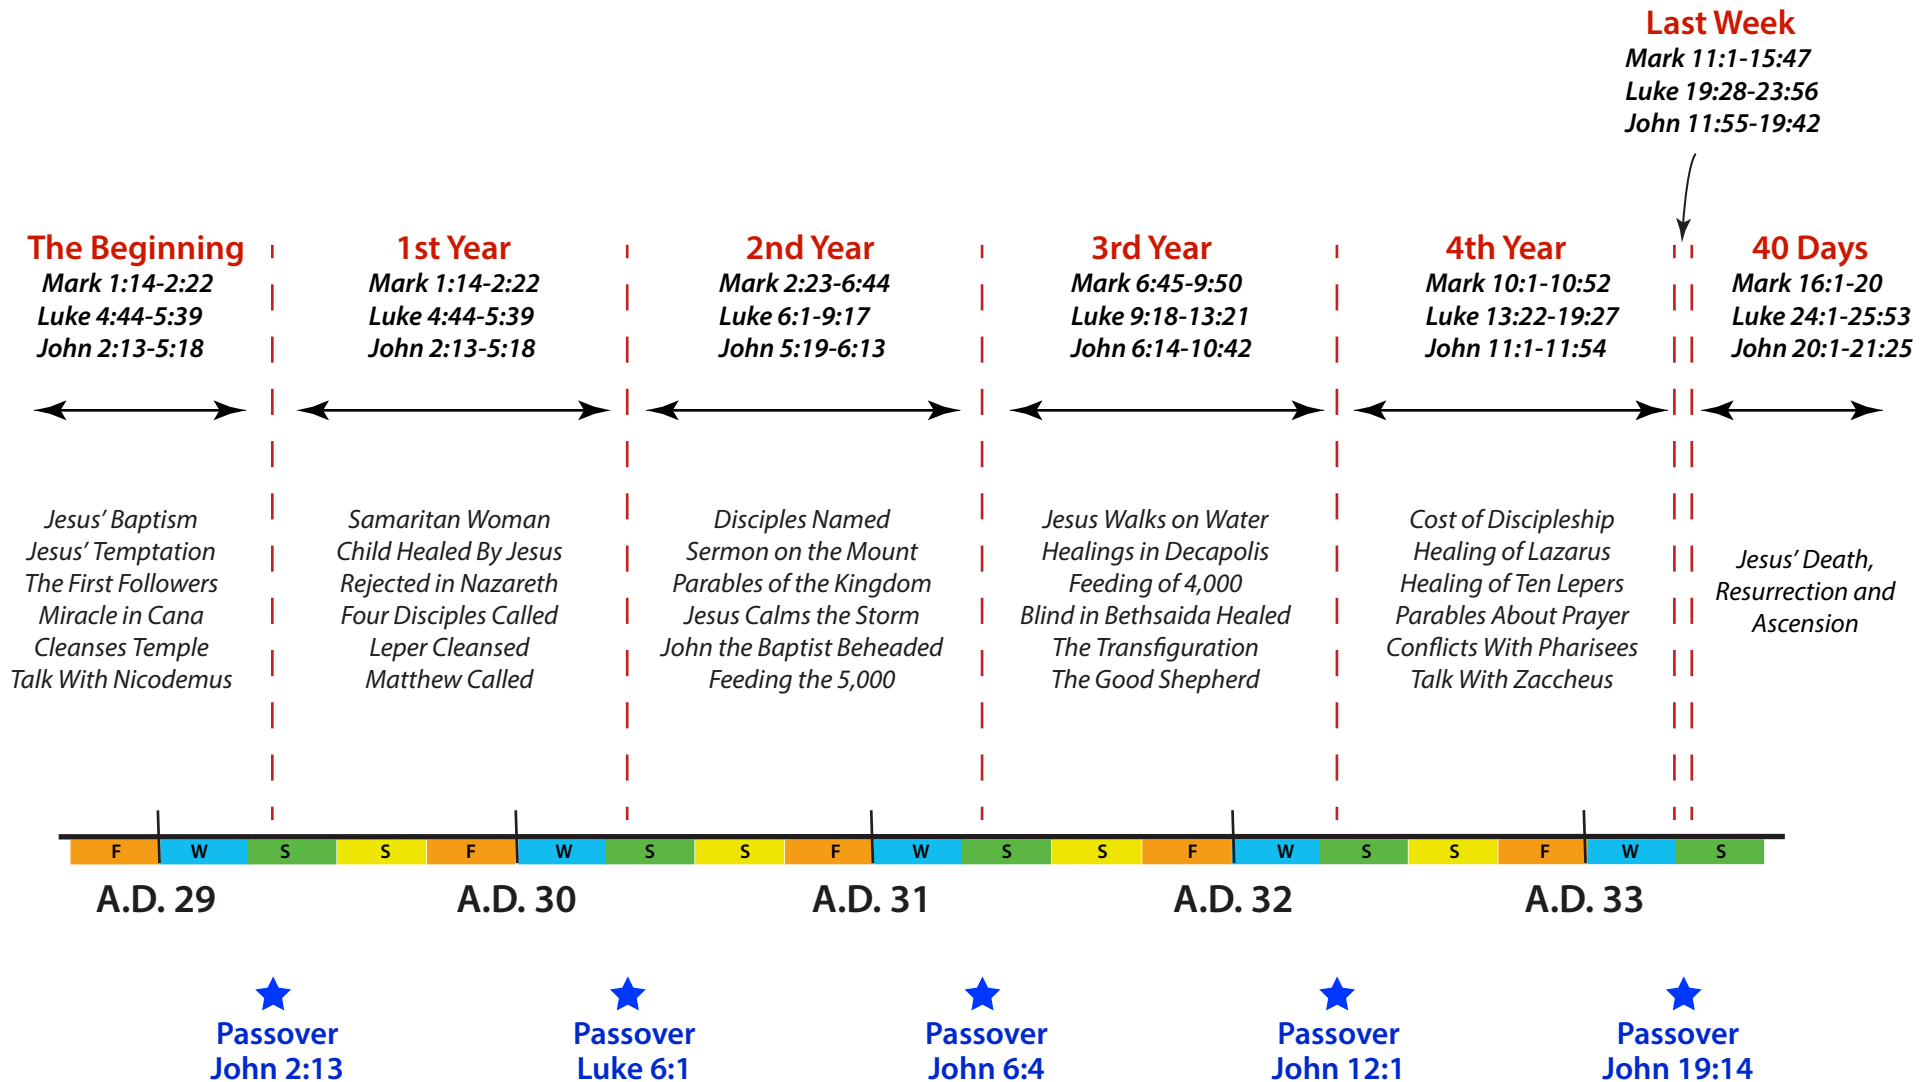 Last Week
Mark 11:1-15:47
Luke 19:28-23:56
John 11:55-19:42
The Beginning
Mark 1:14-2:22
Luke 4:44-5:39
John 2:13-5:18
1st Year
Mark 1:14-2:22
Luke 4:44-5:39
John 2:13-5:18
2nd Year
Mark 2:23-6:44
Luke 6:1-9:17
John 5:19-6:13
3rd Year
Mark 6:45-9:50
Luke 9:18-13:21
John 6:14-10:42
4th Year
Mark 10:1-10:52
Luke 13:22-19:27
John 11:1-11:54
40 Days
Mark 16:1-20
Luke 24:1-25:53
John 20:1-21:25
Jesus’ Baptism
Jesus’ Temptation
The First Followers
Miracle in Cana
Cleanses Temple
Talk With Nicodemus
Samaritan Woman
Child Healed By Jesus
Rejected in Nazareth
Four Disciples Called
Leper Cleansed
Matthew Called
Disciples Named
Sermon on the Mount
Parables of the Kingdom
Jesus Calms the Storm
John the Baptist Beheaded
Feeding the 5,000
Jesus Walks on Water
Healings in Decapolis
Feeding of 4,000
Blind in Bethsaida Healed
The Transfiguration
The Good Shepherd
Cost of Discipleship
Healing of Lazarus
Healing of Ten Lepers
Parables About Prayer
Conflicts With Pharisees
Talk With Zaccheus
Jesus’ Death,
Resurrection and
Ascension
F W S S F W S S F W S S F W S S F W S
A.D. 29
A.D. 30
A.D. 31
A.D. 32
A.D. 33
Passover
John 2:13
Passover
Luke 6:1
Passover
John 6:4
Passover
John 12:1
Passover
John 19:14